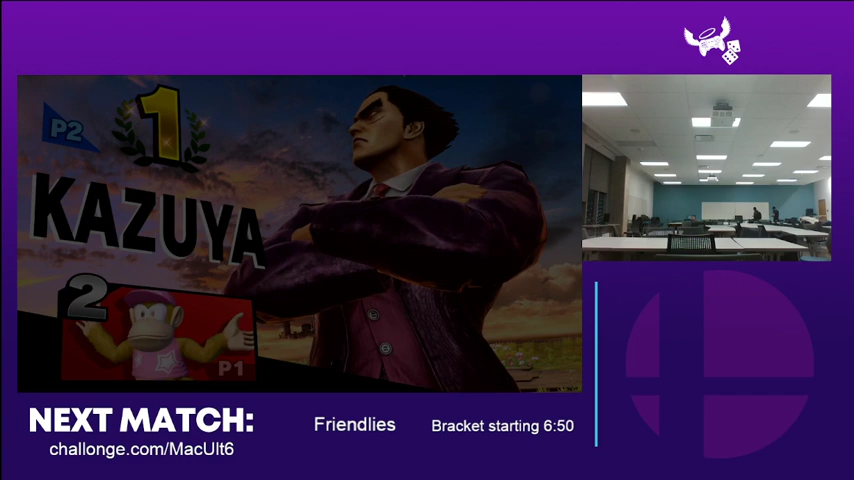 P2
1
KAZUYA
2
P1
NEXT MATCH:
challonge.com/MacUlt6
Friendlies
Bracket starting 6:50